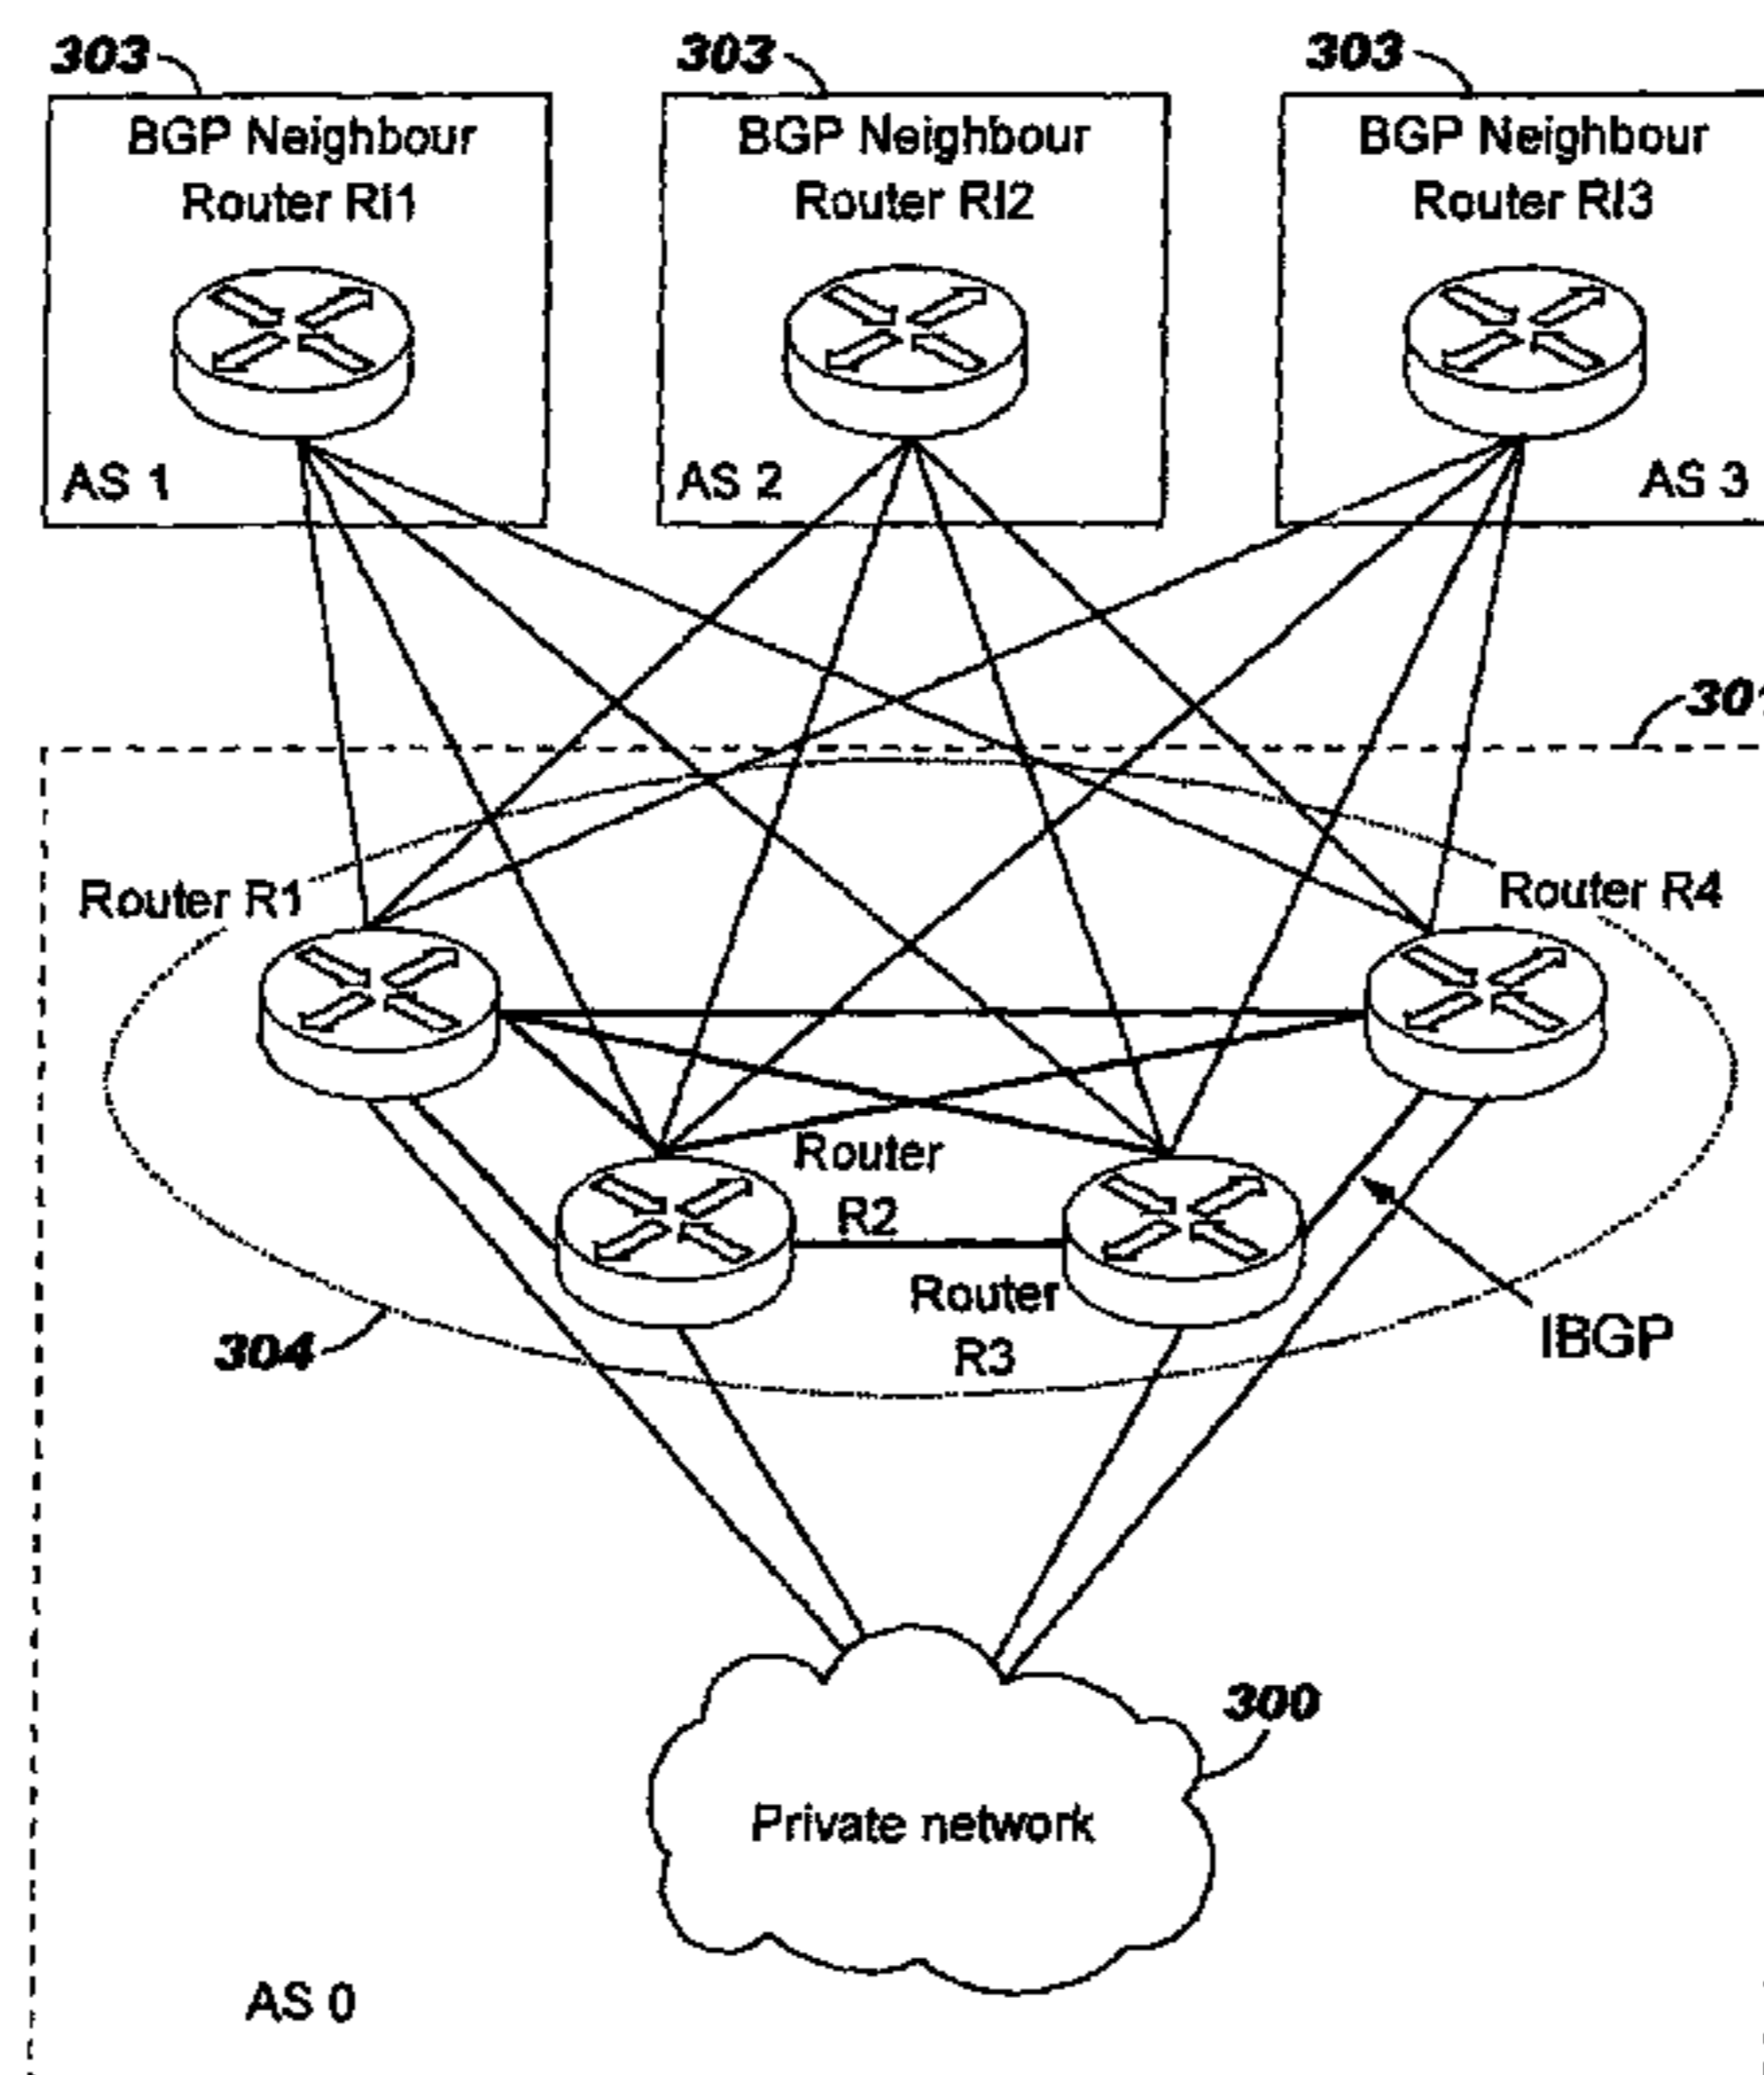 303
303
303
BGP Neighbour
Router RI1
BGP Neighbour
Router RI2
BGP Neighbour
Router RI3
AS 1
AS 2
AS 3
301
Router R1
Router R4
Router
R2
Router
R3
304
IBGP
300
Private network
AS 0